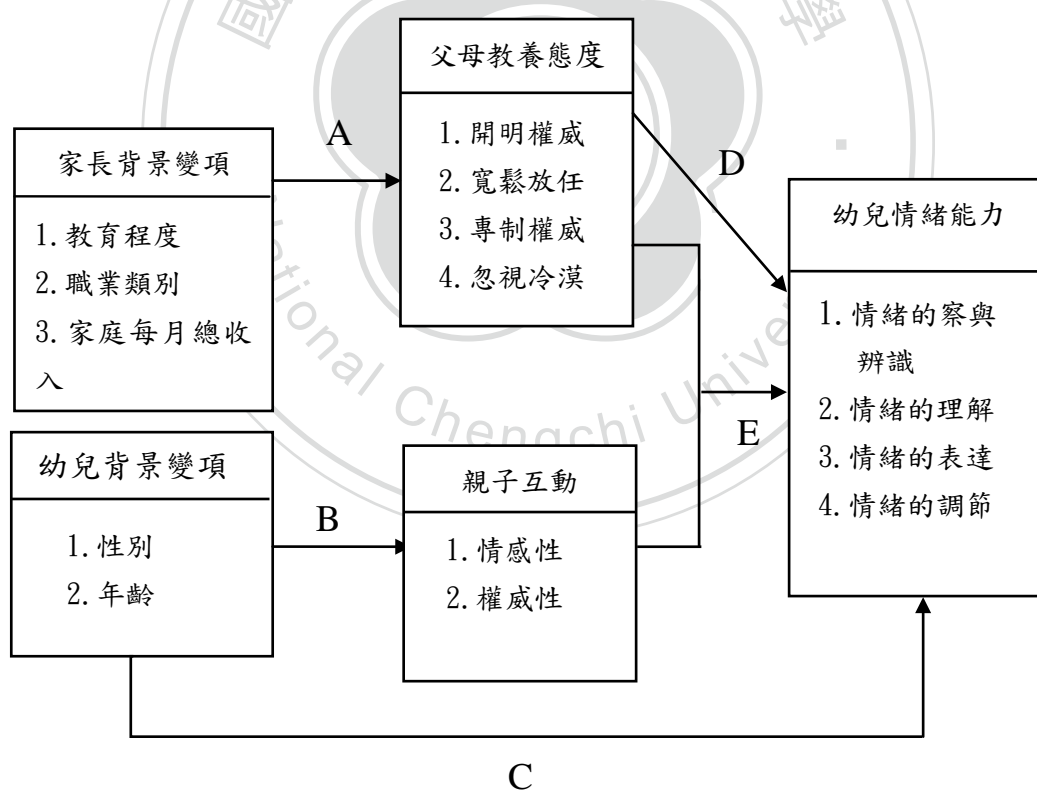 國
學
父母教養態度
1.開明權威
2.寬鬆放任
3.專制權威
4.忽視冷漠
A
家長背景變項
1.教育程度
2.職業類別
3.家庭每月總收
入
D
幼兒情緒能力
1.情緒的察與
辨識
2.情緒的理解
3.情緒的表達
4.情緒的調節
E
幼兒背景變項
1.性別
2.年齡
B
親子互動
1.情感性
2.權威性
C
Chengchi